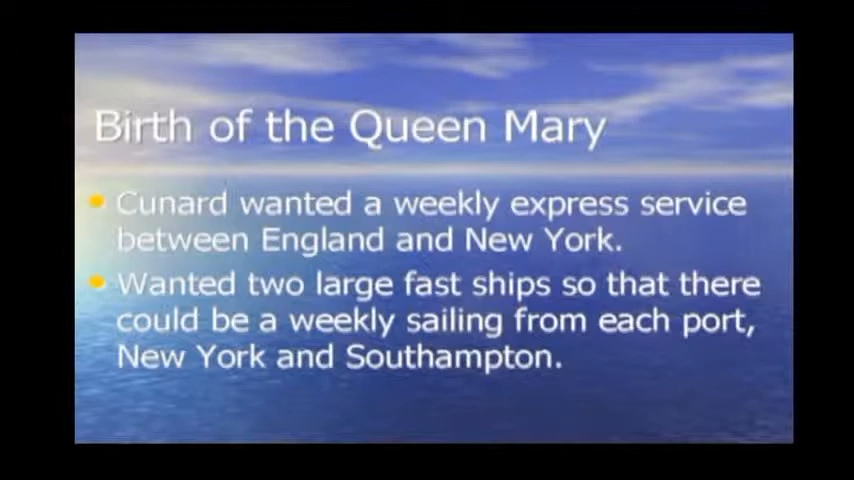 Birth of the Queen Mary
Cunard wanted a weekly express service
between England and New York.
Wanted two large fast ships so that there
could be a weekly sailing from each port,
New York and Southampton.